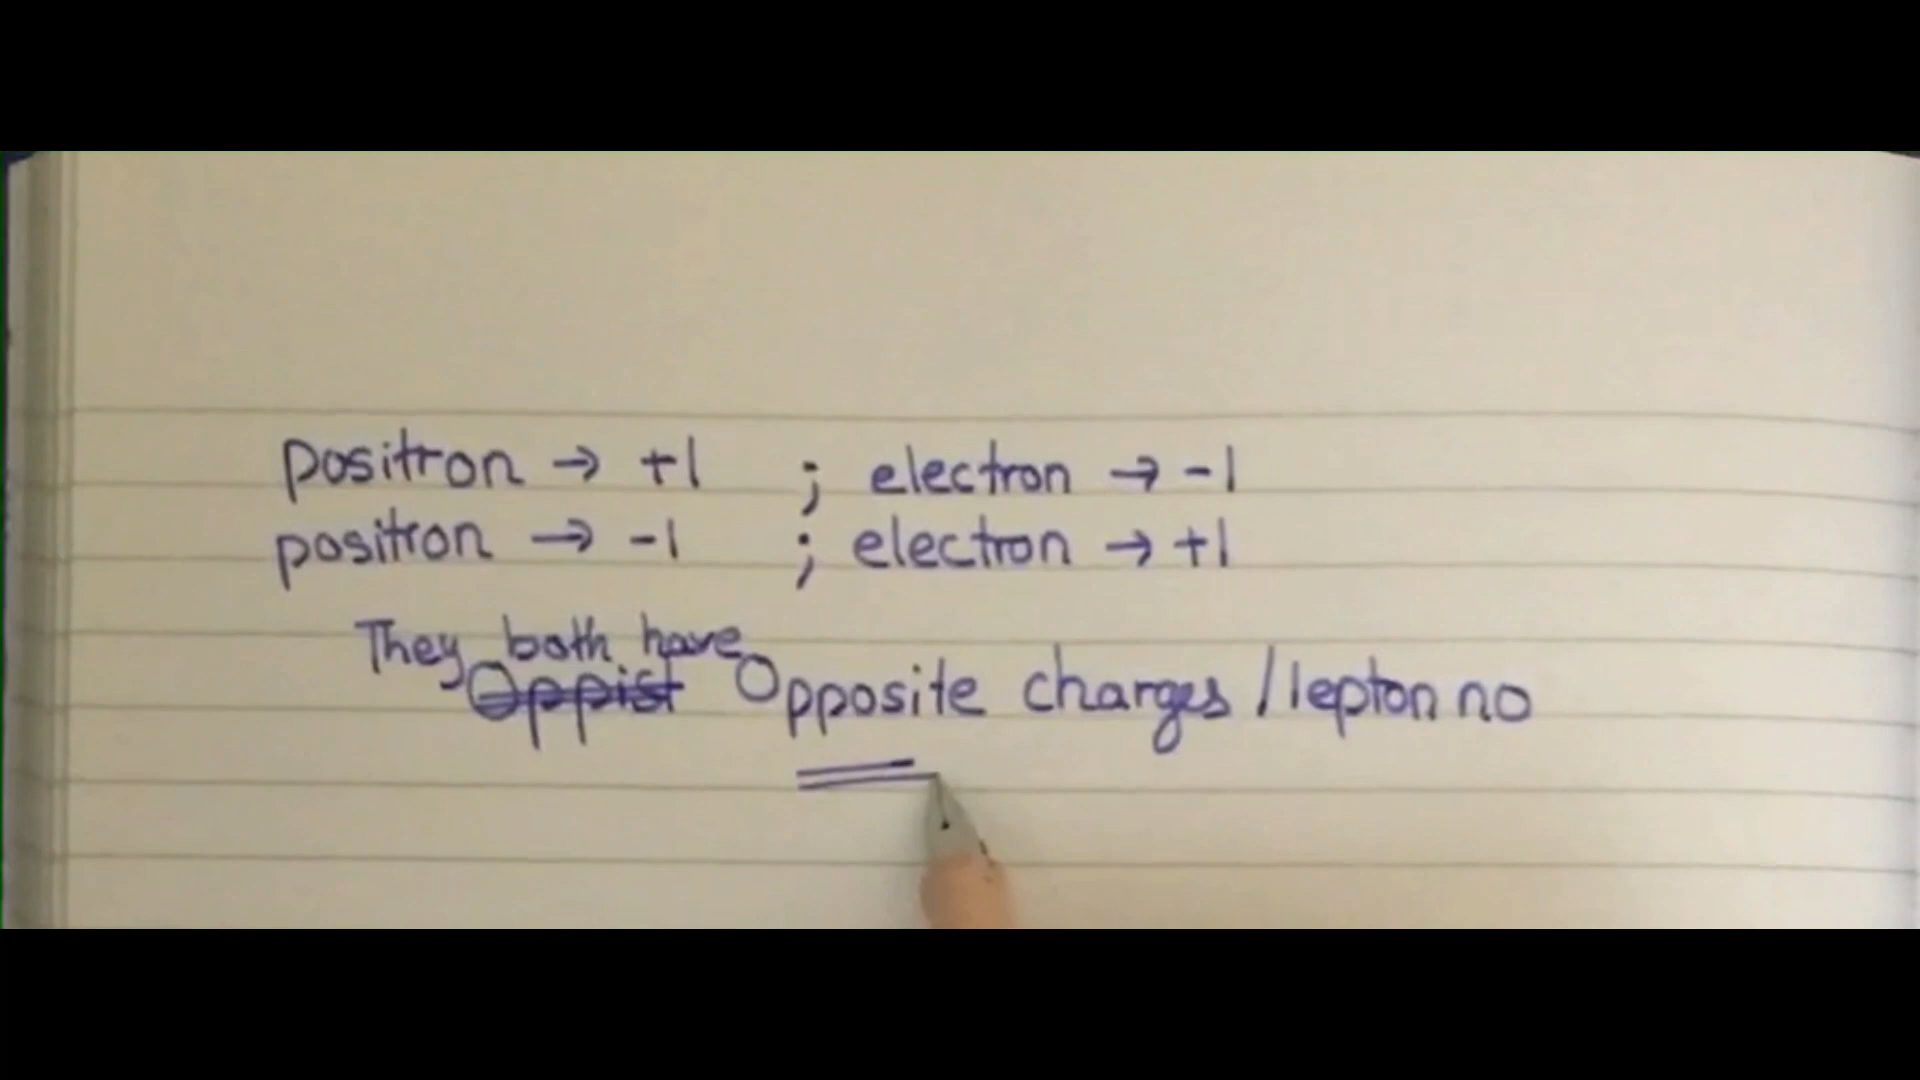 positron → +1 ; electron → -1
positron → -1 ; electron → +1
They both have
Oppist Opposite charges / lepton no